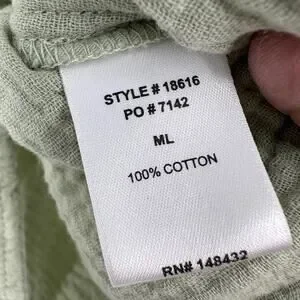 STYLE # 18616
PO # 7142
ML
100% COTTON
RN# 148432